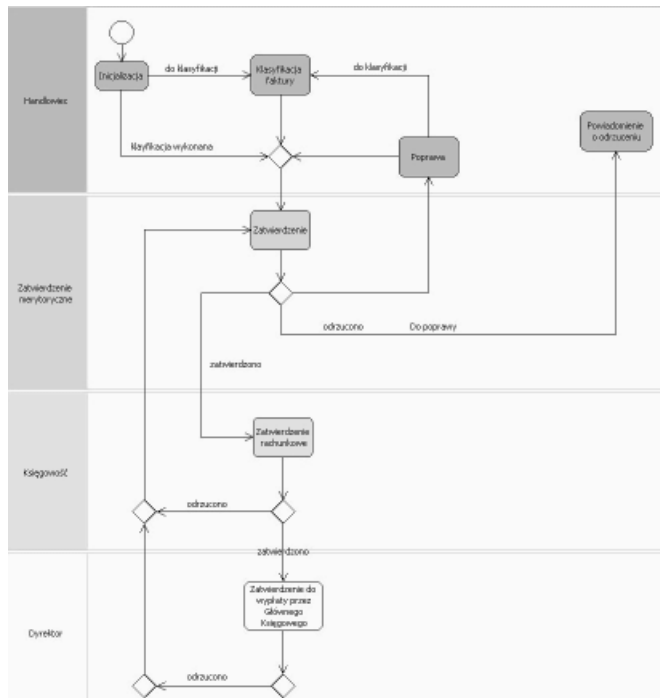 Inicjalizacja
do klasyfikacji
Klasyfikacja
faktury
do klasyfikacji
Handlowiec
Powiadomienie
o odrzuceniu
klayfikacja wykonana
Poprawa
Zatwierdzenie
Zatwierdzenie
merytoryczne
odrzucono
Do poprawy
zatwierdzono
Zatwierdzenie
rachunkowe
Księgowość
odrzucono
zatwierdzono
Zatwierdzenie do
wypłaty przez
Głównego
Księgowego
Dyrektor
odrzucono